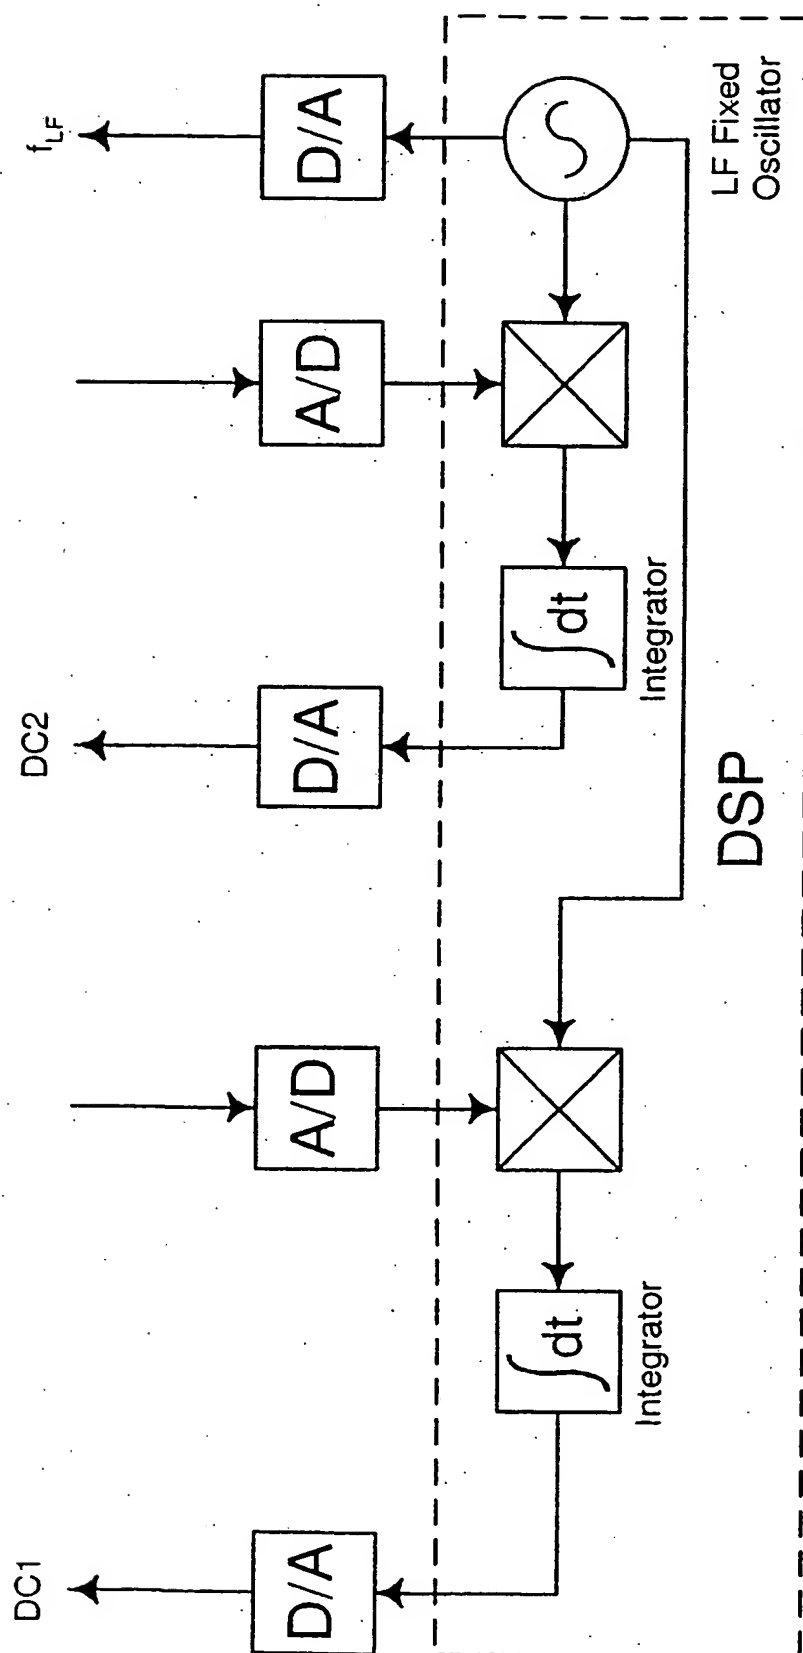 DC1
DC2
f_LF
D/A
A/D
D/A
A/D
D/A
∫dt
∫dt
Integrator
Integrator
LF Fixed
Oscillator
DSP